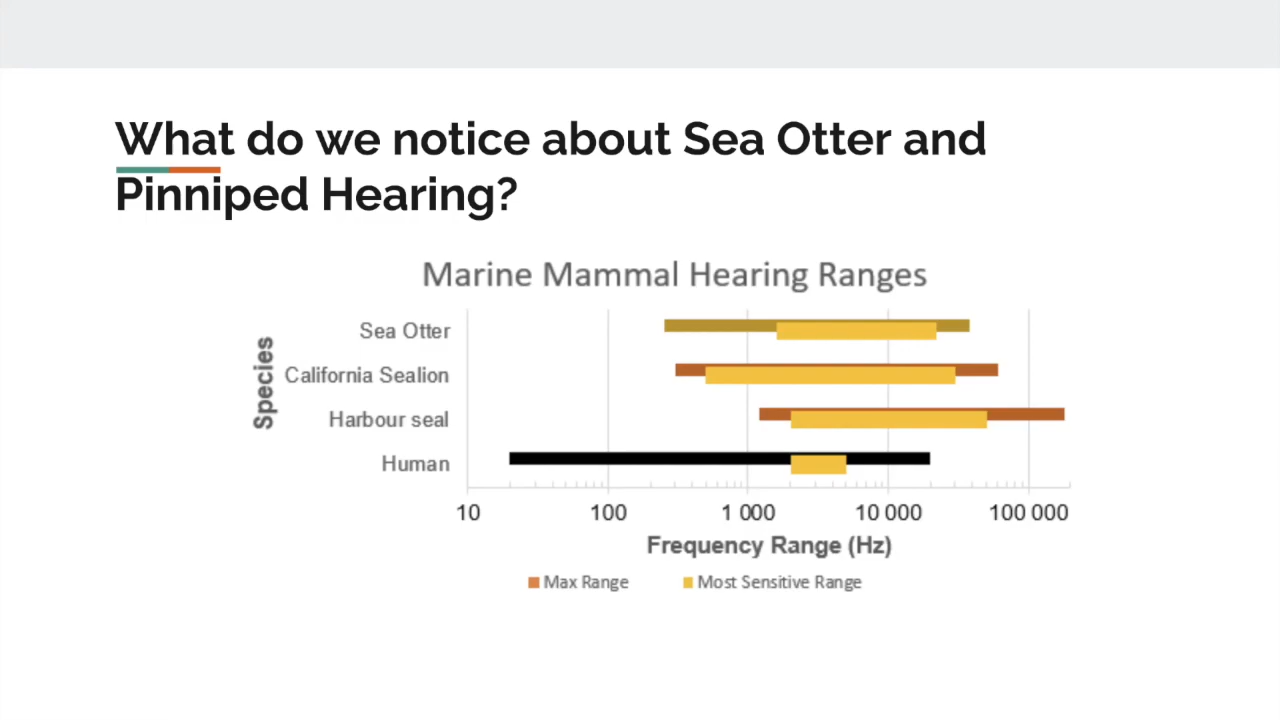 What do we notice about Sea Otter and
Pinniped Hearing?
Marine Mammal Hearing Ranges
Species
Sea Otter
California Sealion
Harbour seal
Human
10
100
1 000
10 000
100 000
Frequency Range (Hz)
Max Range
Most Sensitive Range